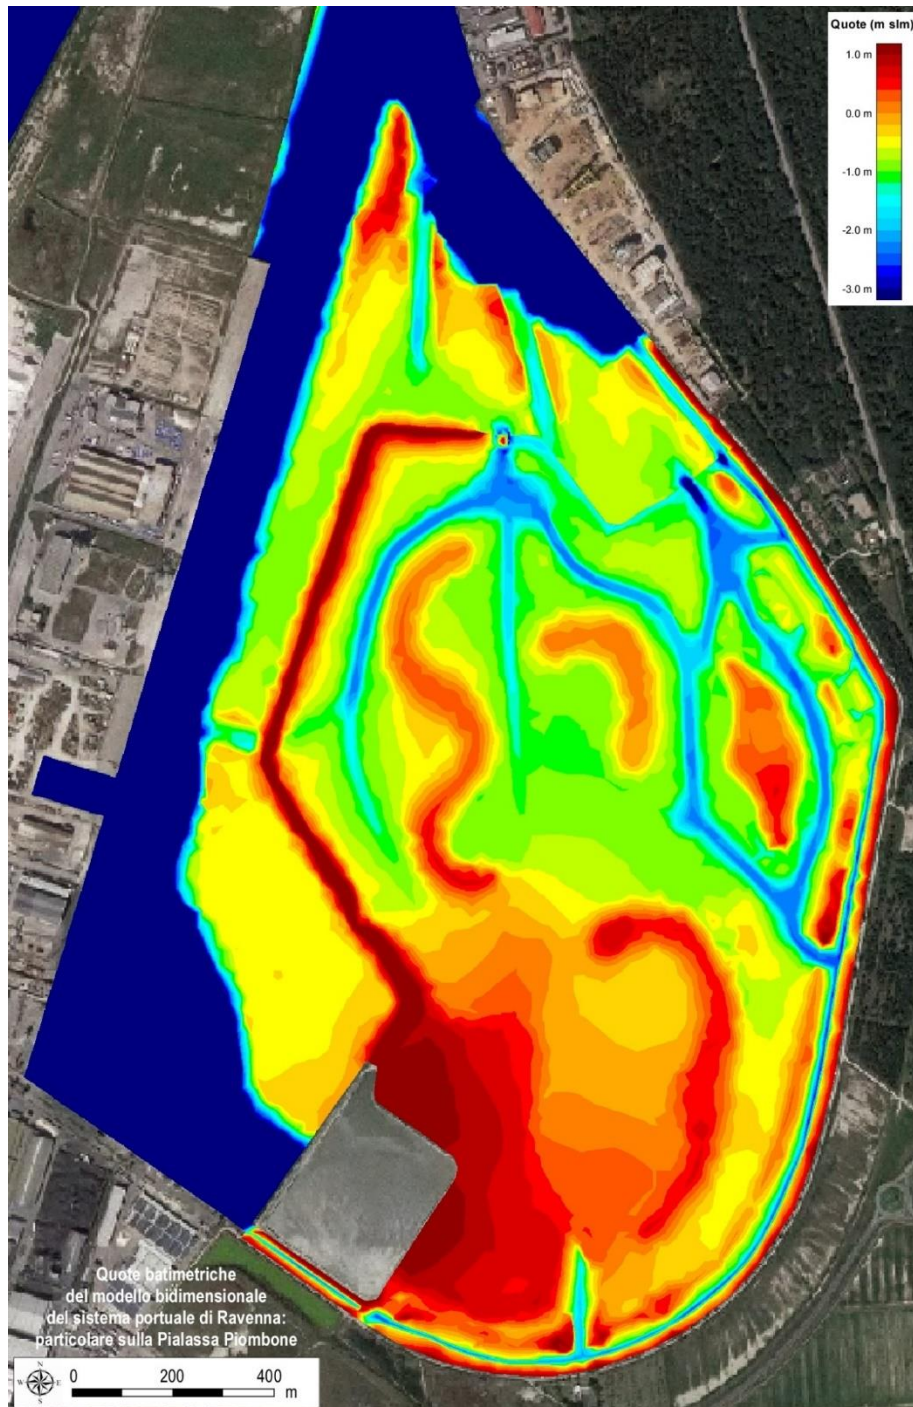 Quote (m slm)
1.0 m
0.0 m
-1.0 m
-2.0 m
-3.0 m
Quote batimetriche
del modello bidimensionale
del sistema portuale di Ravenna:
particolare sulla Pialassa Piombone
N
W E
S
0 200 400
m